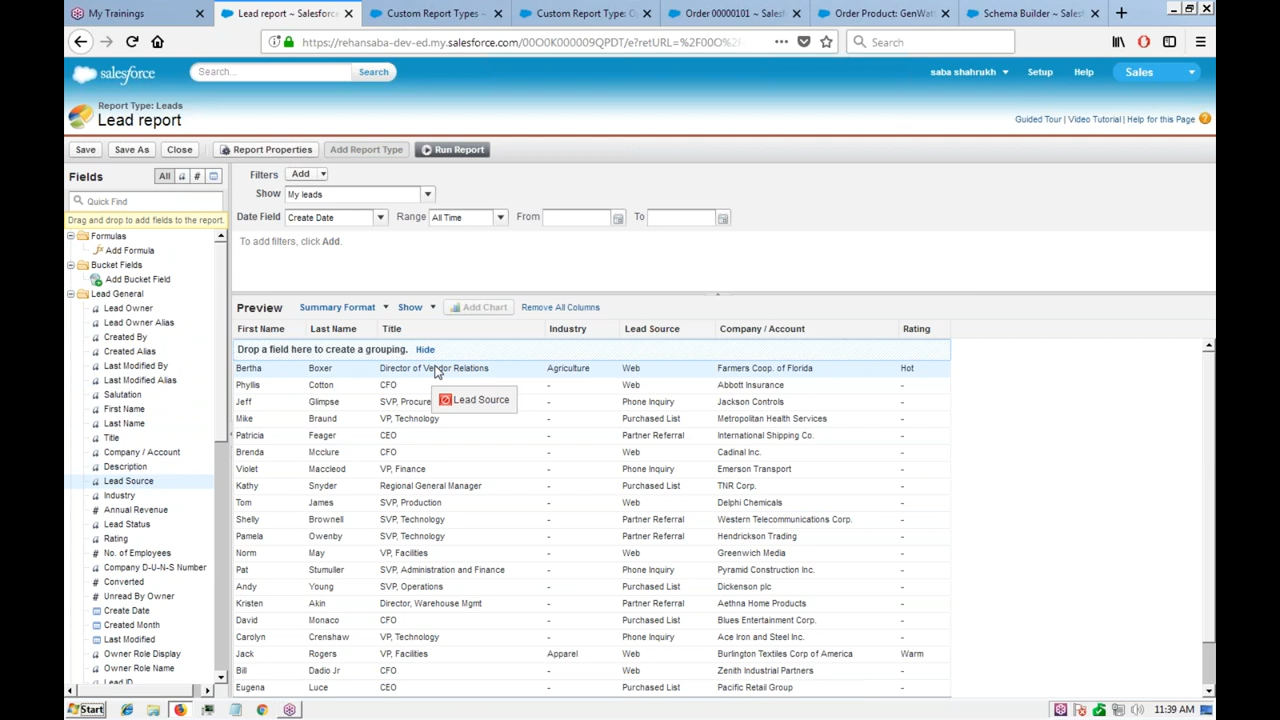 My Trainings
Lead report ~ Salesforce
Custom Report Types ~
Custom Report Type: O
Order 00000101 ~ Sales
Order Product: GenWatt
Schema Builder ~ Salesfo
https://rehansaba-dev-ed.my.salesforce.com/00O0K000009QPDT/e?retURL=%2F00O%2
Search
salesforce
Search...
Search
saba shahrukh
Setup
Help
Sales
Report Type: Leads
Lead report
Guided Tour | Video Tutorial | Help for this Page
Save
Save As
Close
Report Properties
Add Report Type
Run Report
Fields
All
#
Quick Find
Drag and drop to add fields to the report.
Formulas
Add Formula
Bucket Fields
Add Bucket Field
Lead General
Lead Owner
Lead Owner Alias
Created By
Created Alias
Last Modified By
Last Modified Alias
Salutation
First Name
Last Name
Title
Company / Account
Description
Lead Source
Industry
Annual Revenue
Lead Status
Rating
No. of Employees
Company D-U-N-S Number
Converted
Unread By Owner
Create Date
Created Month
Last Modified
Owner Role Display
Owner Role Name
Lead ID
Filters Add
Show My leads
Date Field Create Date Range All Time From To
To add filters, click Add.
Preview Summary Format Show Add Chart Remove All Columns
First Name Last Name Title Industry Lead Source Company / Account Rating
Drop a field here to create a grouping. Hide
Bertha Boxer Director of Vendor Relations Agriculture Web Farmers Coop. of Florida Hot
Phyllis Cotton CFO - Web Abbott Insurance -
Lead Source
Jeff Glimpse SVP, Procure - Phone Inquiry Jackson Controls -
Mike Braund VP, Technology - Purchased List Metropolitan Health Services -
Patricia Feager CEO - Partner Referral International Shipping Co. -
Brenda Mcclure CFO - Web Cadinal Inc. -
Violet Maccleod VP, Finance - Phone Inquiry Emerson Transport -
Kathy Snyder Regional General Manager - Purchased List TNR Corp. -
Tom James SVP, Production - Web Delphi Chemicals -
Shelly Brownell SVP, Technology - Partner Referral Western Telecommunications Corp. -
Pamela Owenby SVP, Technology - Partner Referral Hendrickson Trading -
Norm May VP, Facilities - Web Greenwich Media -
Pat Stumuller SVP, Administration and Finance - Phone Inquiry Pyramid Construction Inc. -
Andy Young SVP, Operations - Purchased List Dickenson plc -
Kristen Akin Director, Warehouse Mgmt - Partner Referral Aethna Home Products -
David Monaco CFO - Purchased List Blues Entertainment Corp. -
Carolyn Crenshaw VP, Technology - Phone Inquiry Ace Iron and Steel Inc. -
Jack Rogers VP, Facilities Apparel Web Burlington Textiles Corp of America Warm
Bill Dadio Jr CFO - Web Zenith Industrial Partners -
Eugena Luce CEO - Purchased List Pacific Retail Group -
Start
11:39 AM